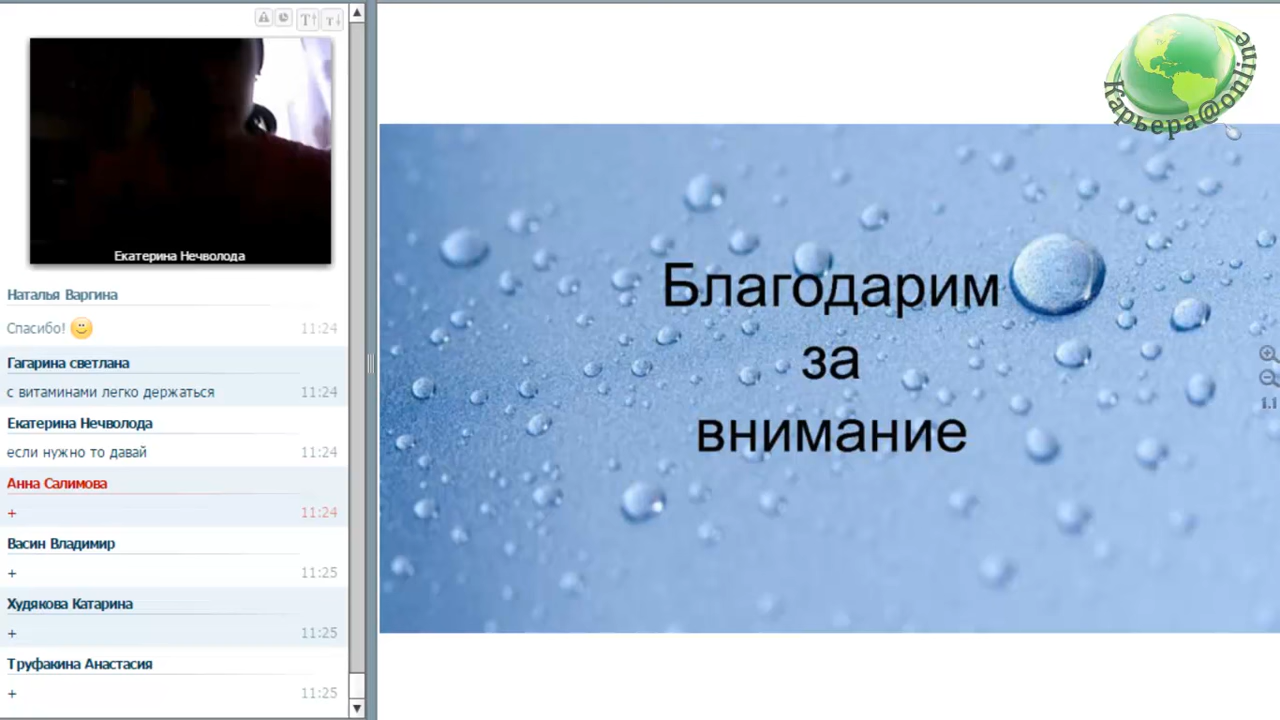 Екатерина Нечволода
Наталья Варгина
Спасибо!
11:24
Гагарина светлана
с витаминами легко держаться
11:24
Екатерина Нечволода
если нужно то давай
11:24
Анна Салимова
+
11:24
Васин Владимир
+
11:25
Худякова Катарина
+
11:25
Труфакина Анастасия
+
11:25
Карьера@online
Благодарим
за
внимание
1.1